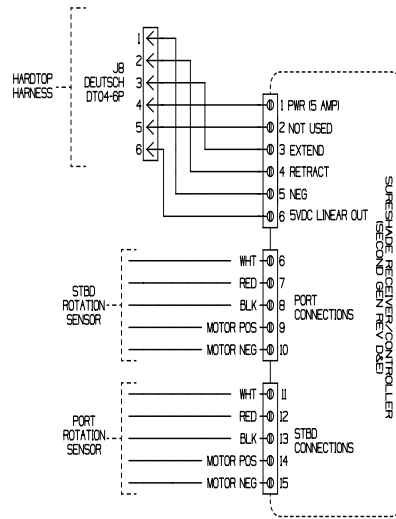 HARDTOP
HARNESS
J8
DEUTSCH
DT04-6P
1
2
3
4
5
6
1 PWR (5 AMP)
2 NOT USED
3 EXTEND
4 RETRACT
5 NEG
6 5VDC LINEAR OUT
STBD
ROTATION
SENSOR
WHT 6
RED 7
BLK 8
MOTOR POS 9
MOTOR NEG 10
PORT
CONNECTIONS
PORT
ROTATION
SENSOR
WHT 11
RED 12
BLK 13
MOTOR POS 14
MOTOR NEG 15
STBD
CONNECTIONS
SURESHADE RECEIVER/CONTROLLER
(SECOND GEN REV D&E)